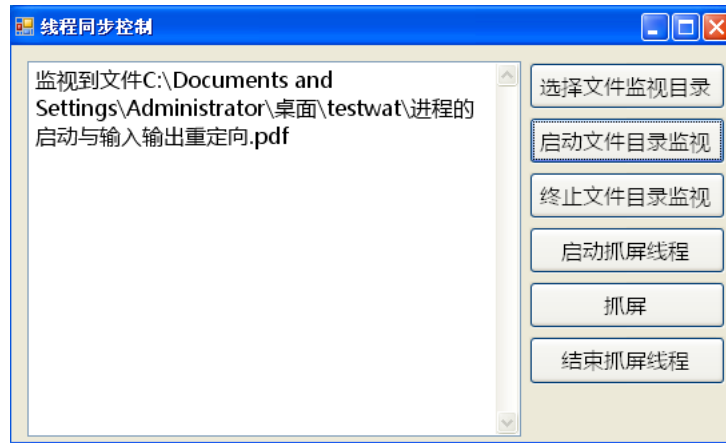 线程同步控制
监视到文件C:\Documents and
Settings\Administrator\桌面\testwat\进程的
启动与输入输出重定向.pdf
选择文件监视目录
启动文件目录监视
终止文件目录监视
启动抓屏线程
抓屏
结束抓屏线程